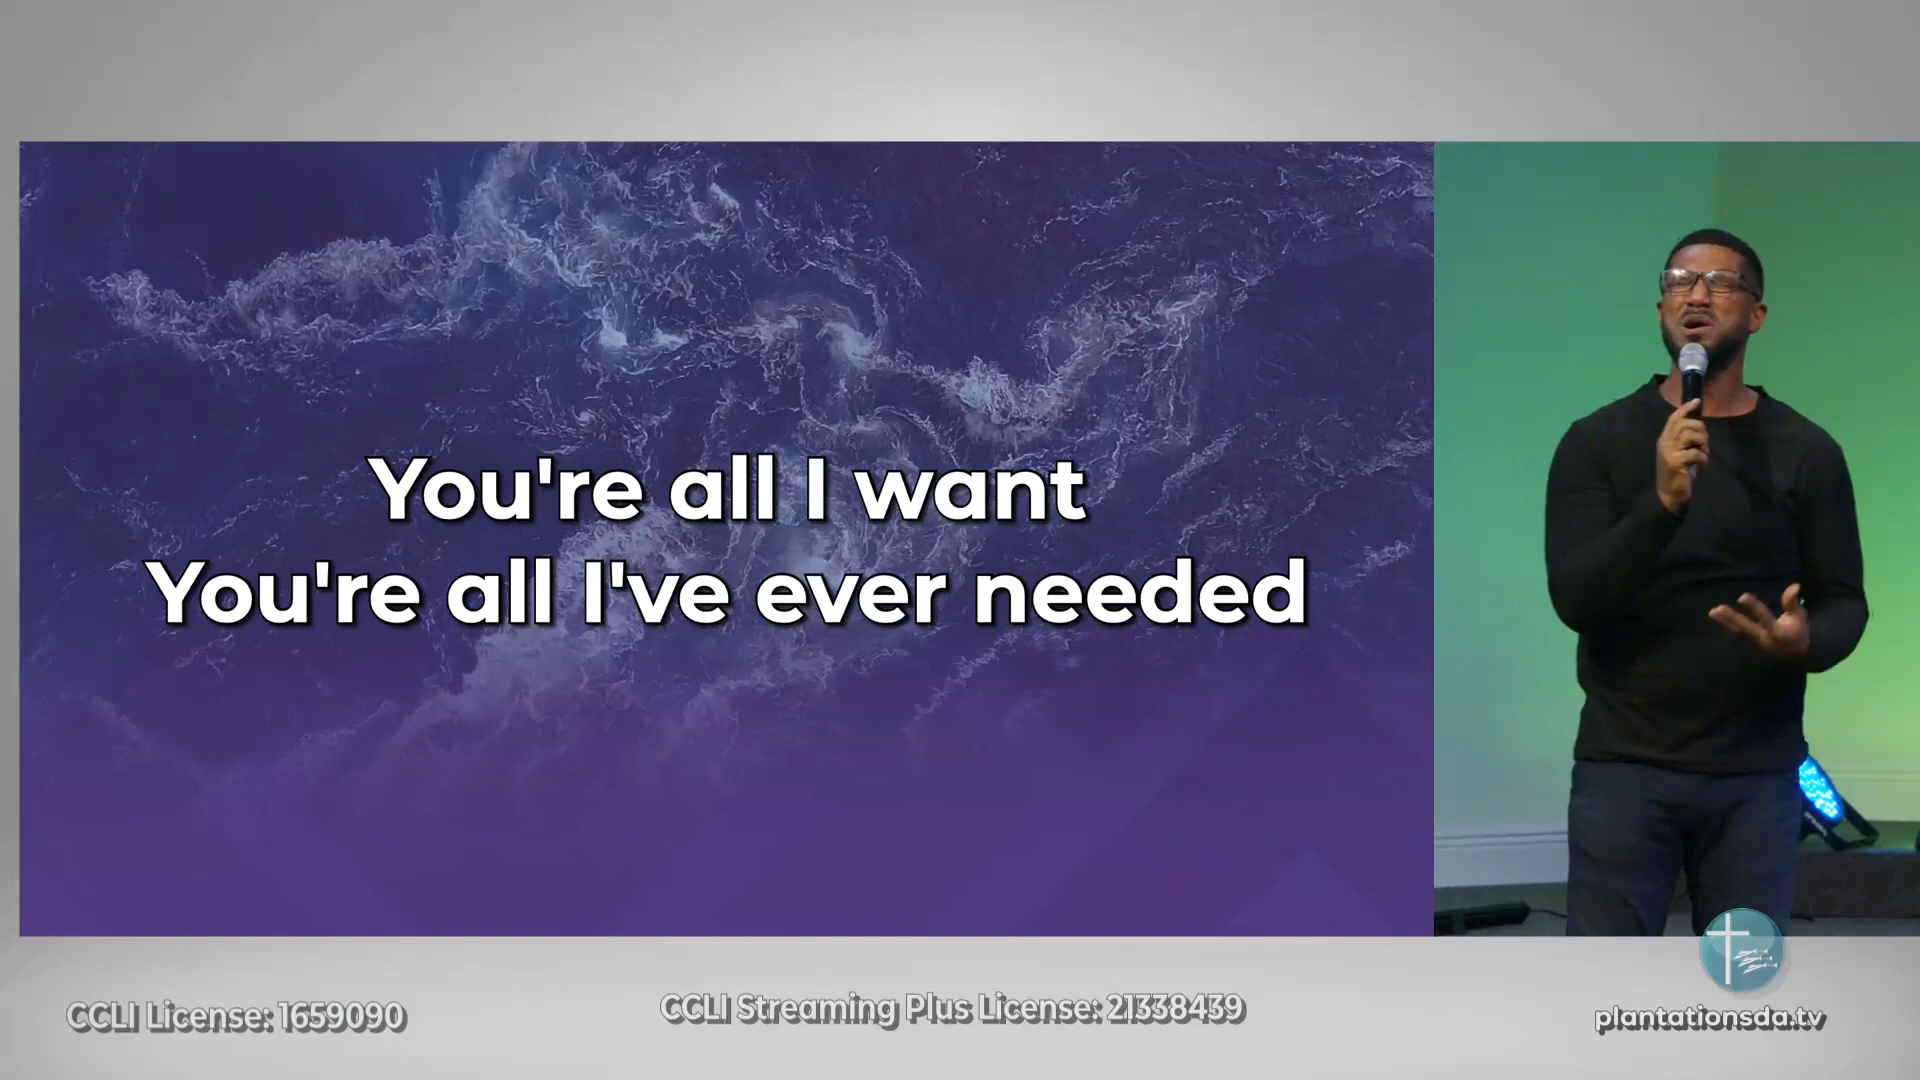 You're all I want
You're all I've ever needed
CCLI License: 1659090
CCLI Streaming Plus License: 21338439
plantationsda.tv